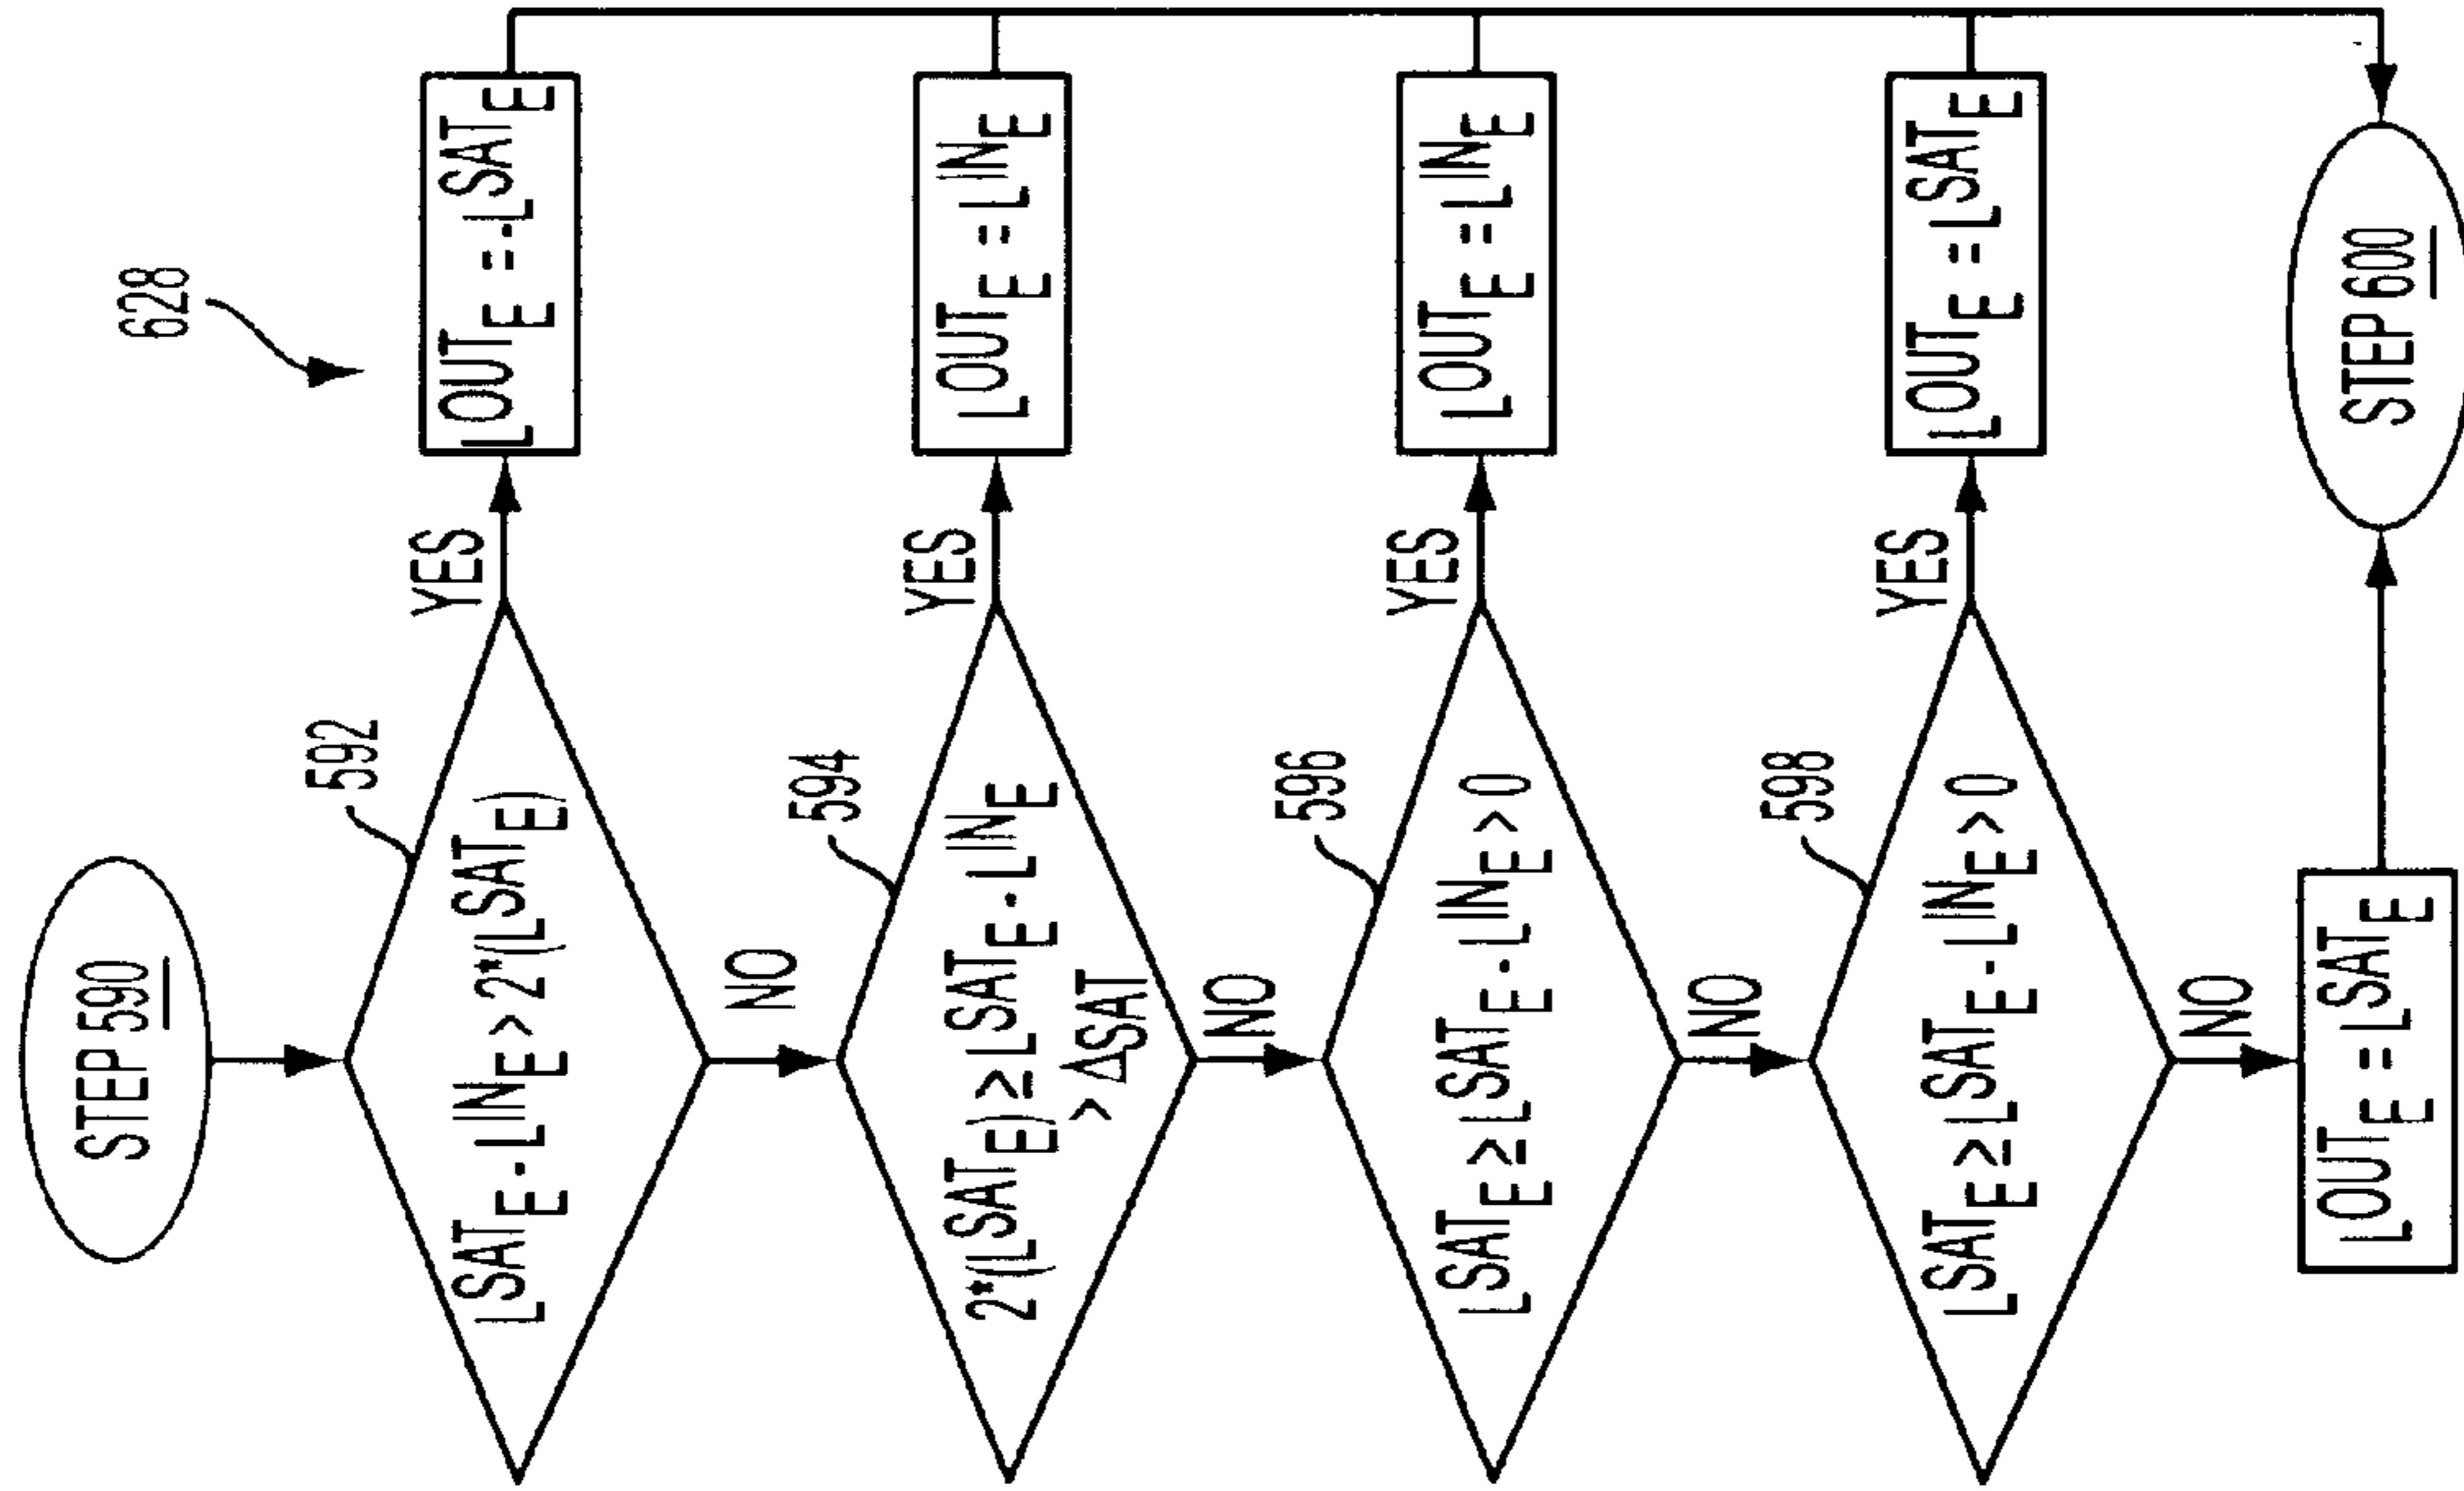 628
STEP 590
592
LSATE - LINE > 2*(LSATE)
YES
LOUTE = -LSATE
NO
594
2*(LSATE) ≥ LSATE - LINE
> ΔSAT
YES
LOUTE = LINE
NO
596
LSATE ≥ LSATE - LINE > 0
YES
LOUTE = LINE
NO
598
LSATE ≥ LSATE - LINE > 0
YES
LOUTE = LSATE
NO
LOUTE = LSATE
STEP 600